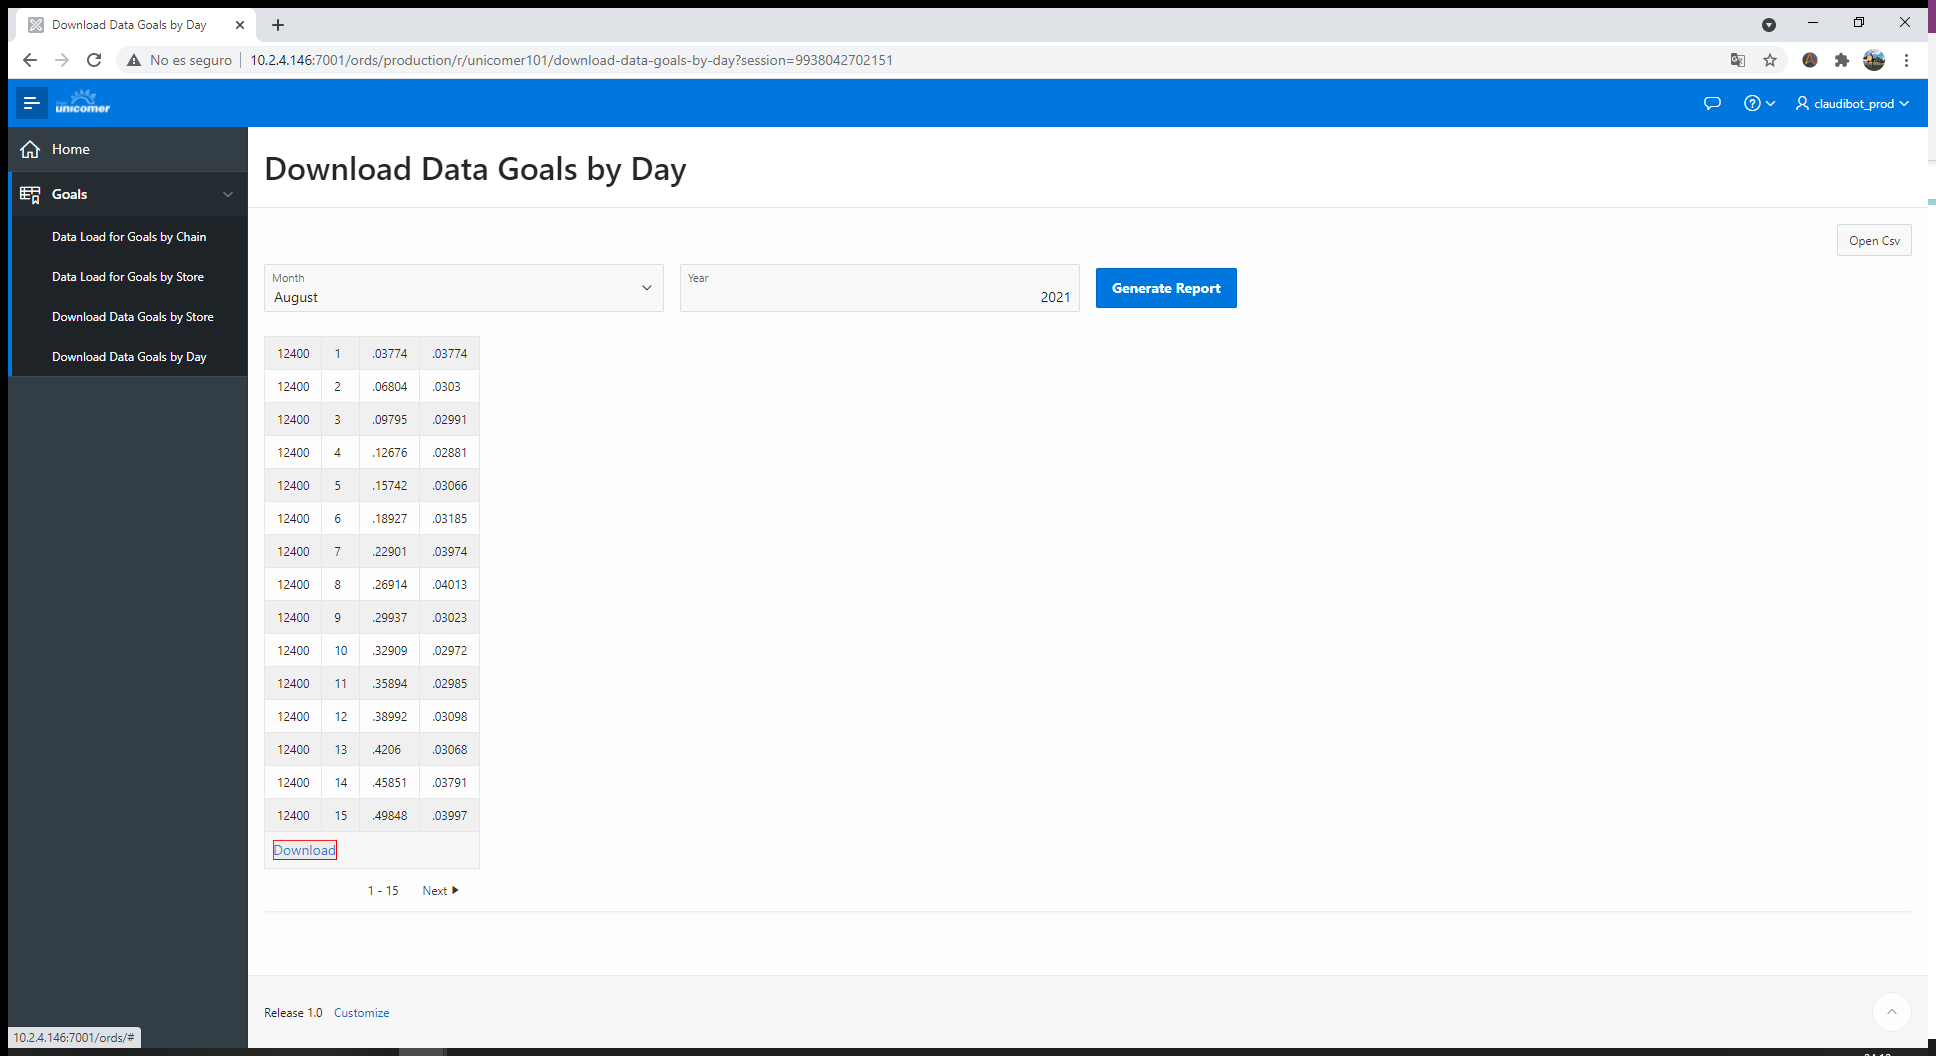 Download Data Goals by Day
No es seguro 10.2.4.146:7001/ords/production/r/unicomer101/download-data-goals-by-day?session=9938042702151
unicomer
claudibot_prod
Home
Goals
Data Load for Goals by Chain
Data Load for Goals by Store
Download Data Goals by Store
Download Data Goals by Day
Download Data Goals by Day
Open Csv
Month
August
Year
2021
Generate Report
12400 1 .03774 .03774
12400 2 .06804 .0303
12400 3 .09795 .02991
12400 4 .12676 .02881
12400 5 .15742 .03066
12400 6 .18927 .03185
12400 7 .22901 .03974
12400 8 .26914 .04013
12400 9 .29937 .03023
12400 10 .32909 .02972
12400 11 .35894 .02985
12400 12 .38992 .03098
12400 13 .4206 .03068
12400 14 .45851 .03791
12400 15 .49848 .03997
Download
1 - 15 Next
Release 1.0 Customize
10.2.4.146:7001/ords/#